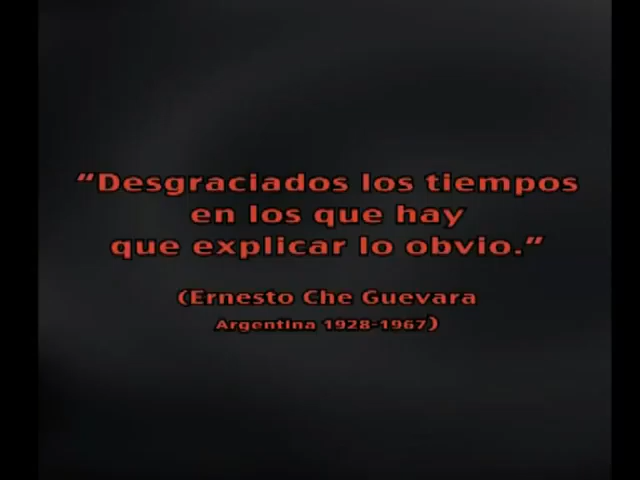 “Desgraciados los tiempos
en los que hay
que explicar lo obvio.”
(Ernesto Che Guevara
Argentina 1928-1967)